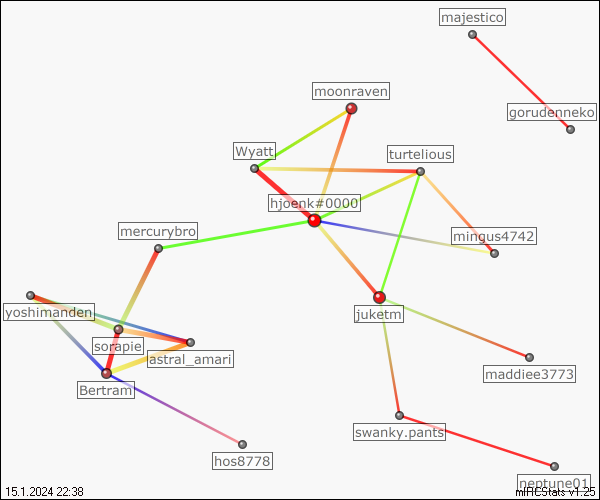 majestico
gorudenneko
moonraven
Wyatt
turtelious
hjoenk#0000
mercurybro
mingus4742
yoshimanden
juketm
sorapie
astral_amari
maddiee3773
Bertram
swanky.pants
hos8778
neptune01
15.1.2024 22:38
mIRCStats v1.25